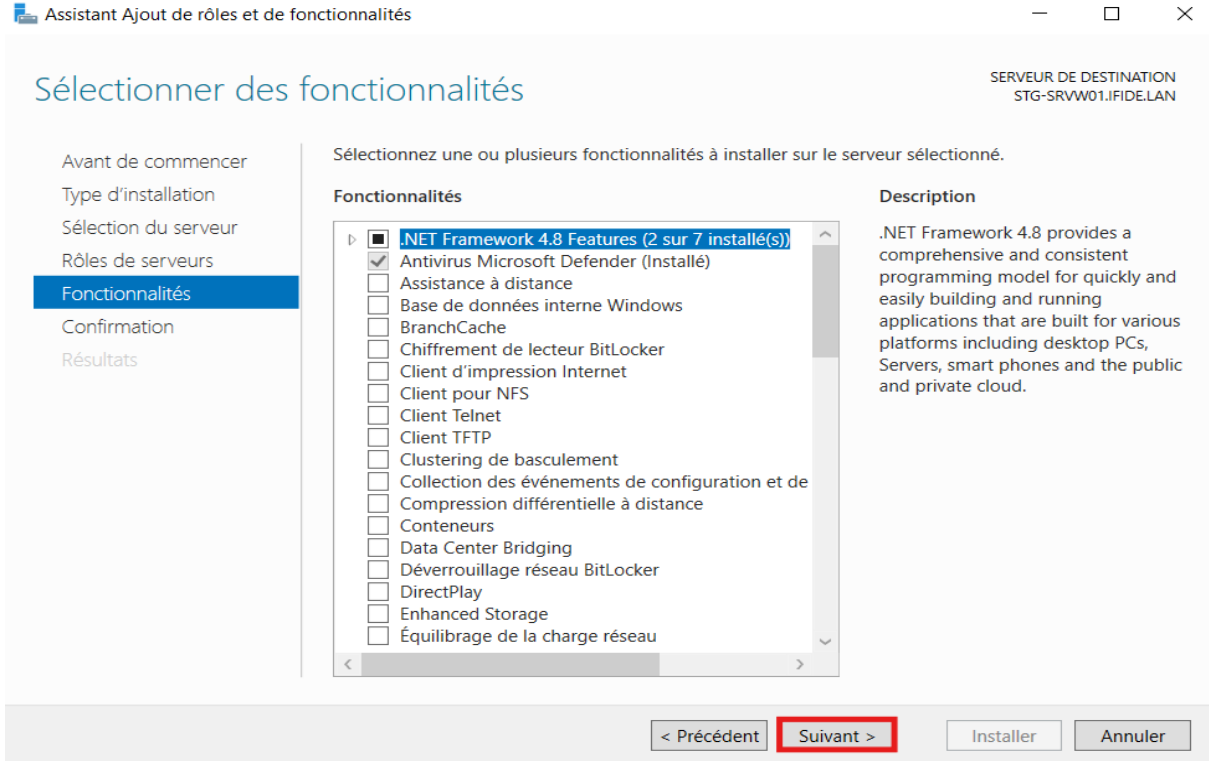 Assistant Ajout de rôles et de fonctionnalités
Sélectionner des fonctionnalités
SERVEUR DE DESTINATION
STG-SRVW01.IFIDE.LAN
Avant de commencer
Type d'installation
Sélection du serveur
Rôles de serveurs
Fonctionnalités
Confirmation
Résultats
Sélectionnez une ou plusieurs fonctionnalités à installer sur le serveur sélectionné.
Fonctionnalités
.NET Framework 4.8 Features (2 sur 7 installé(s))
Antivirus Microsoft Defender (Installé)
Assistance à distance
Base de données interne Windows
BranchCache
Chiffrement de lecteur BitLocker
Client d'impression Internet
Client pour NFS
Client Telnet
Client TFTP
Clustering de basculement
Collection des événements de configuration et de
Compression différentielle à distance
Conteneurs
Data Center Bridging
Déverrouillage réseau BitLocker
DirectPlay
Enhanced Storage
Équilibrage de la charge réseau
Description
.NET Framework 4.8 provides a
comprehensive and consistent
programming model for quickly and
easily building and running
applications that are built for various
platforms including desktop PCs,
Servers, smart phones and the public
and private cloud.
< Précédent
Suivant >
Installer
Annuler